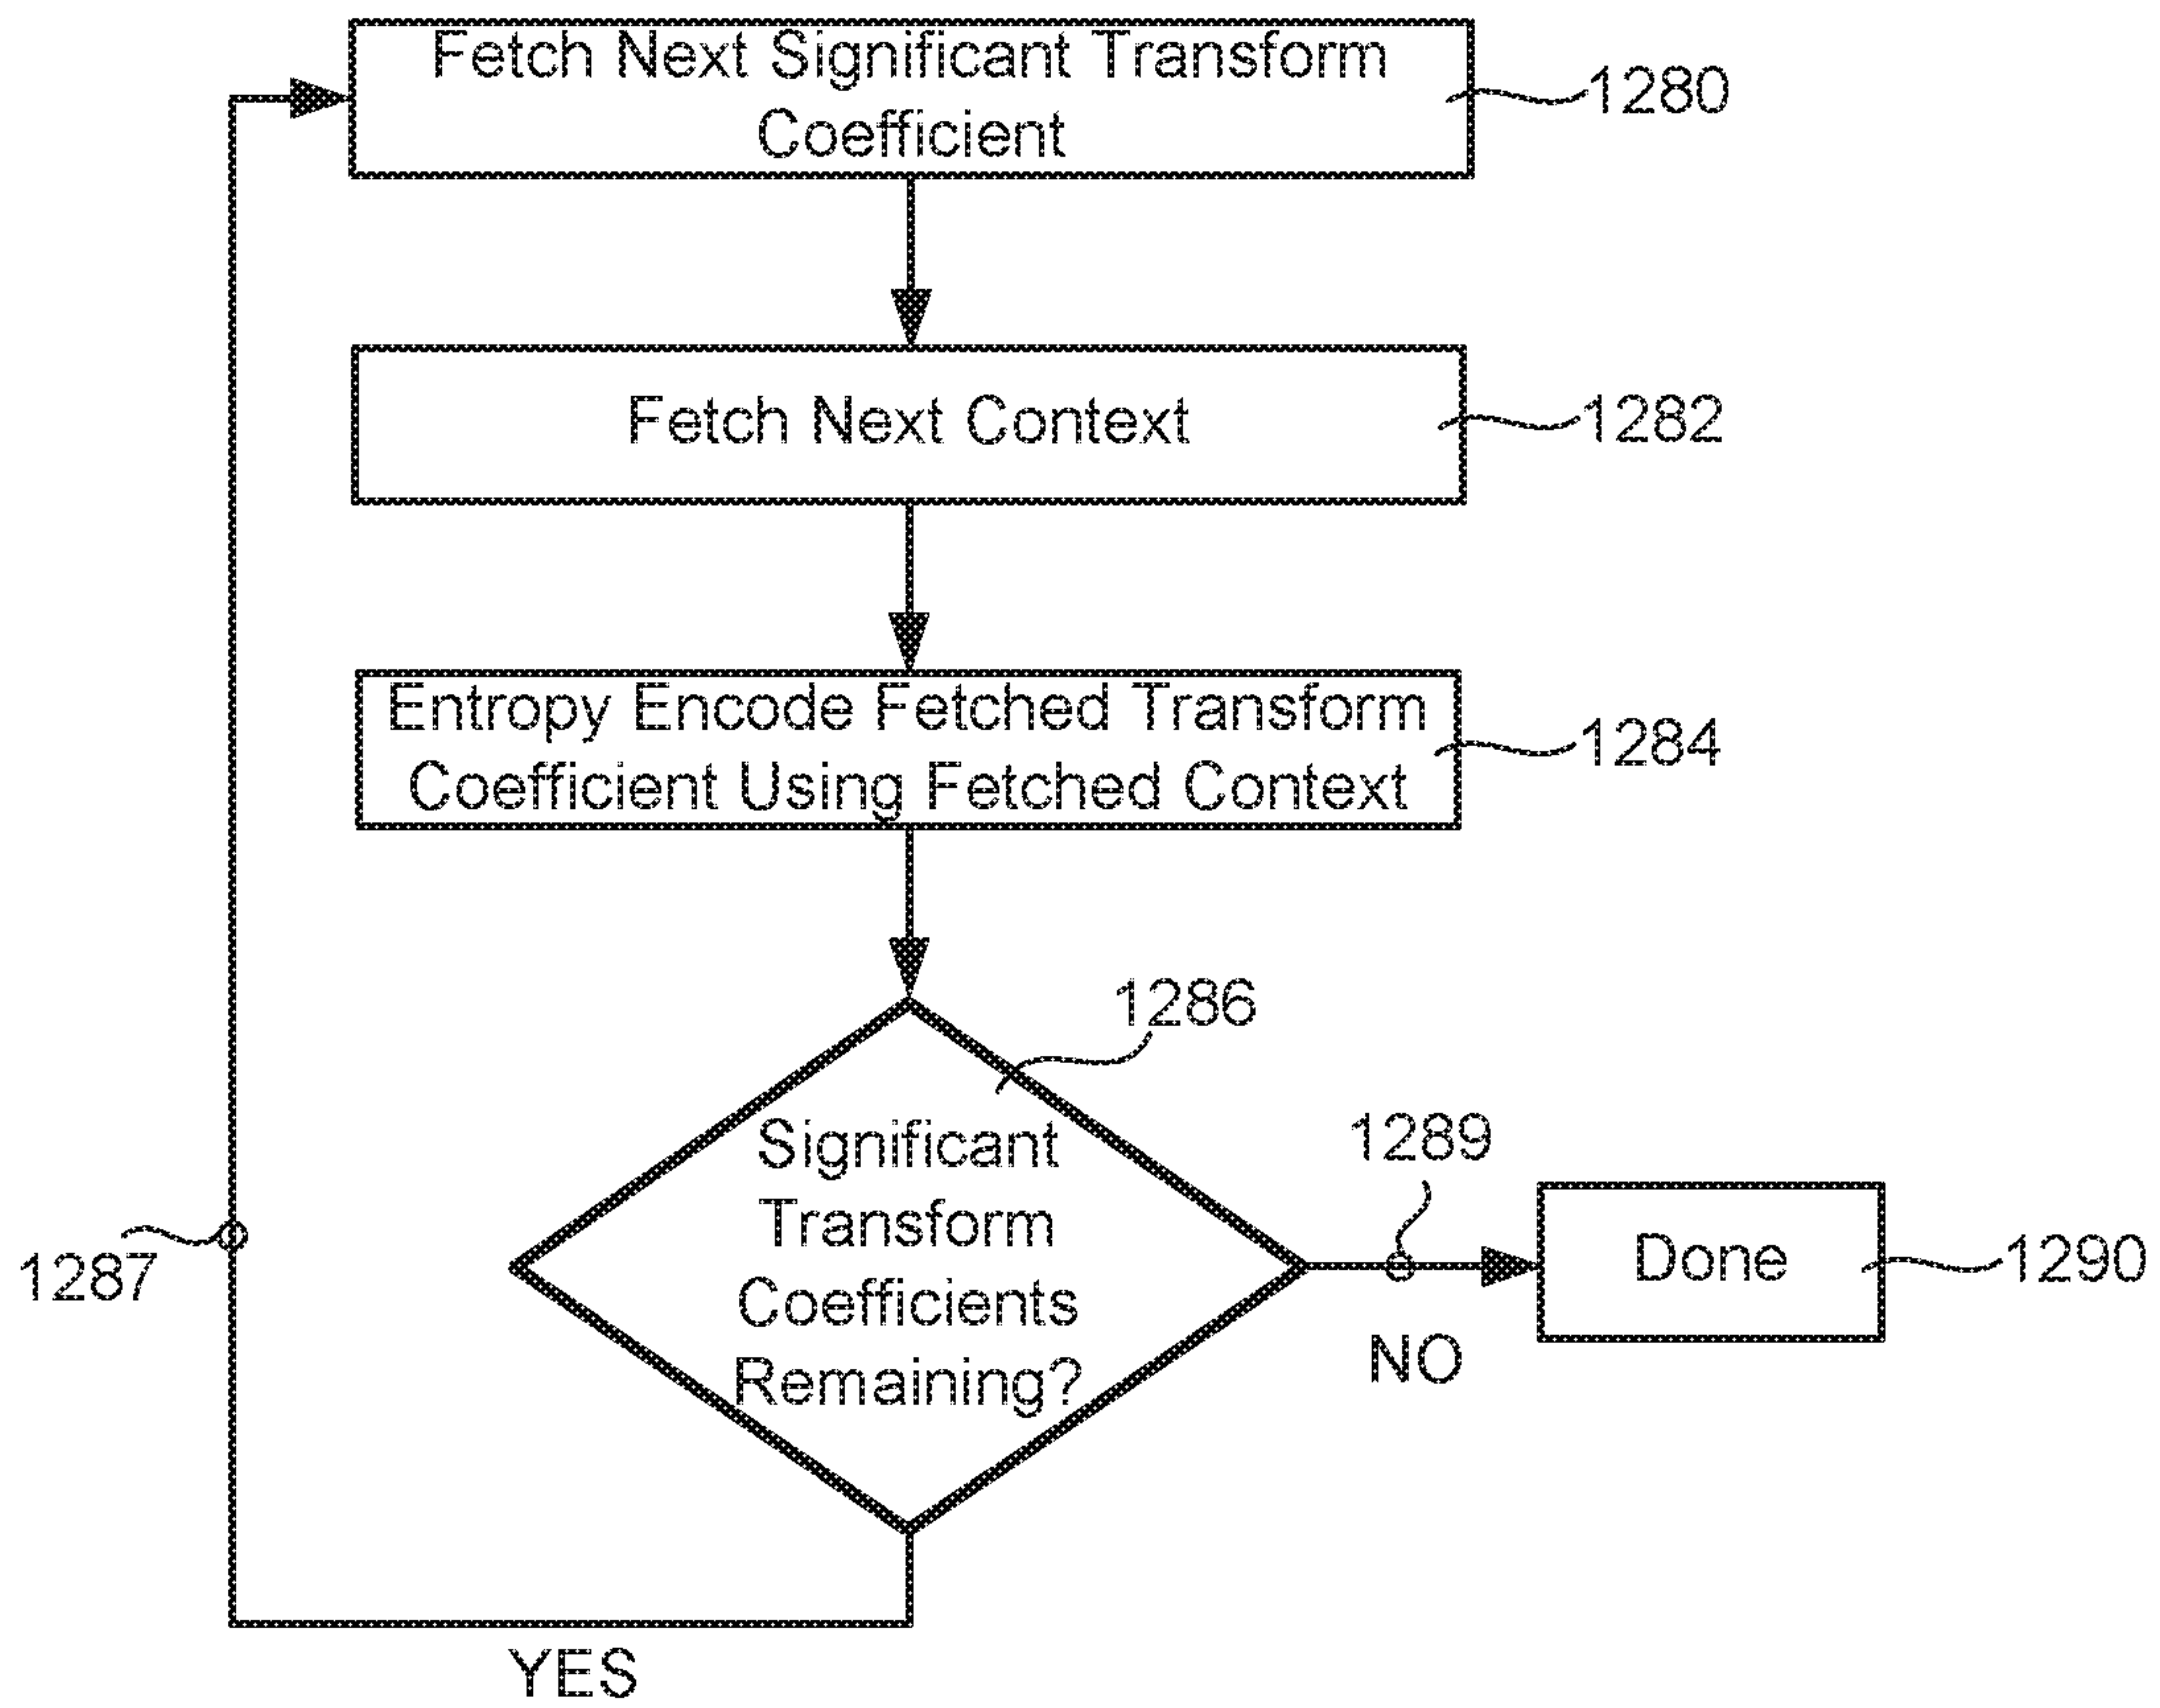 Fetch Next Significant Transform
Coefficient
1280
Fetch Next Context
1282
Entropy Encode Fetched Transform
Coefficient Using Fetched Context
1284
1286
Significant
Transform
Coefficients
Remaining?
1289
NO
Done
1290
1287
YES